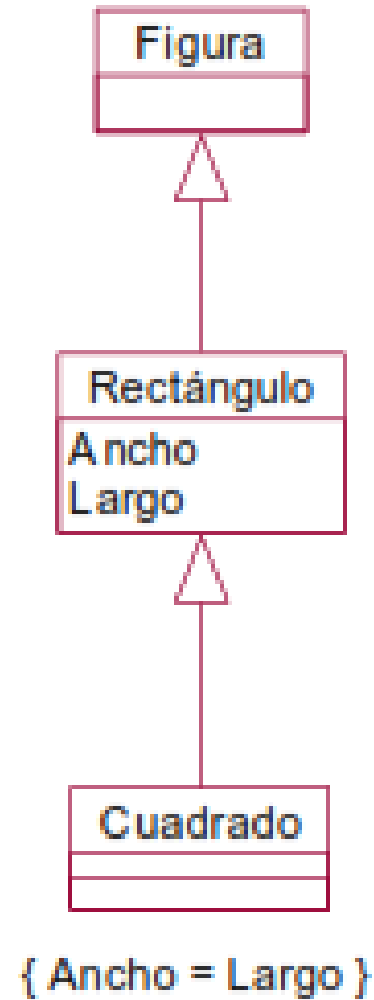 Figura
Rectángulo
Ancho
Largo
Cuadrado
{ Ancho = Largo }